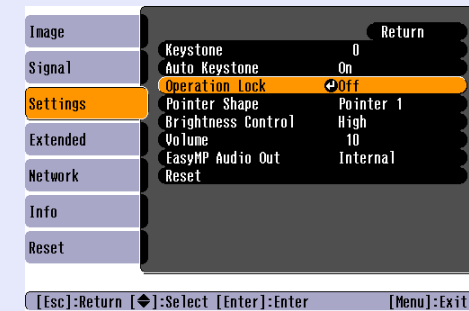 Image
Signal
Settings
Extended
Network
Info
Reset
Return
Keystone 0
Auto Keystone On
Operation Lock Off
Pointer Shape Pointer 1
Brightness Control High
Volume 10
EasyMP Audio Out Internal
Reset
[Esc]:Return [◆]:Select [Enter]:Enter [Menu]:Exit